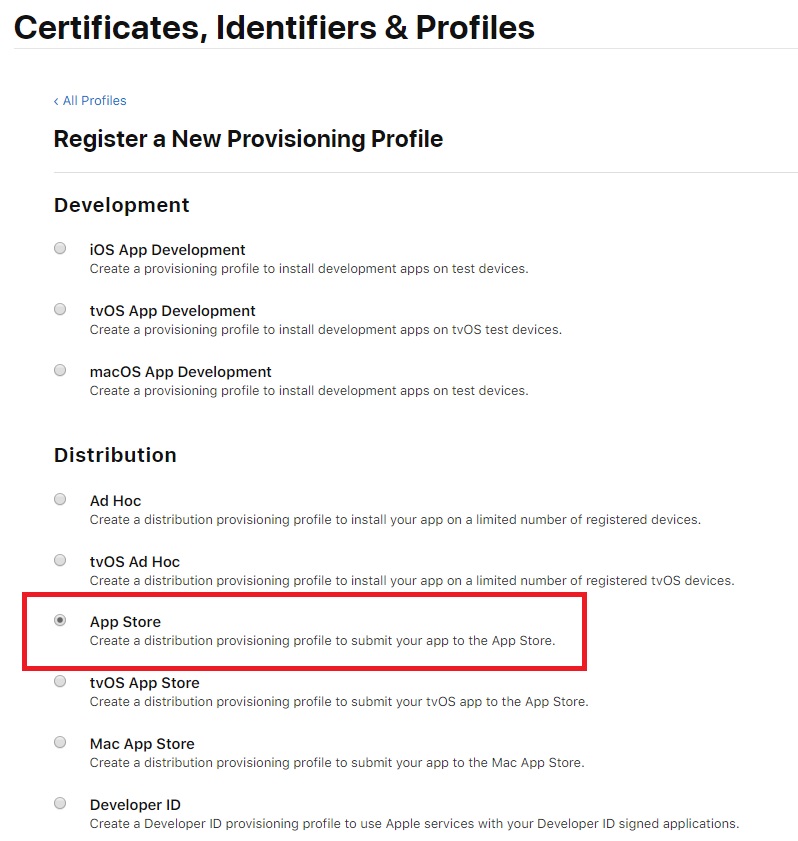 Certificates, Identifiers & Profiles
‹ All Profiles
Register a New Provisioning Profile
Development
iOS App Development
Create a provisioning profile to install development apps on test devices.
tvOS App Development
Create a provisioning profile to install development apps on tvOS test devices.
macOS App Development
Create a provisioning profile to install development apps on test devices.
Distribution
Ad Hoc
Create a distribution provisioning profile to install your app on a limited number of registered devices.
tvOS Ad Hoc
Create a distribution provisioning profile to install your app on a limited number of registered tvOS devices.
App Store
Create a distribution provisioning profile to submit your app to the App Store.
tvOS App Store
Create a distribution provisioning profile to submit your tvOS app to the App Store.
Mac App Store
Create a distribution provisioning profile to submit your app to the Mac App Store.
Developer ID
Create a Developer ID provisioning profile to use Apple services with your Developer ID signed applications.